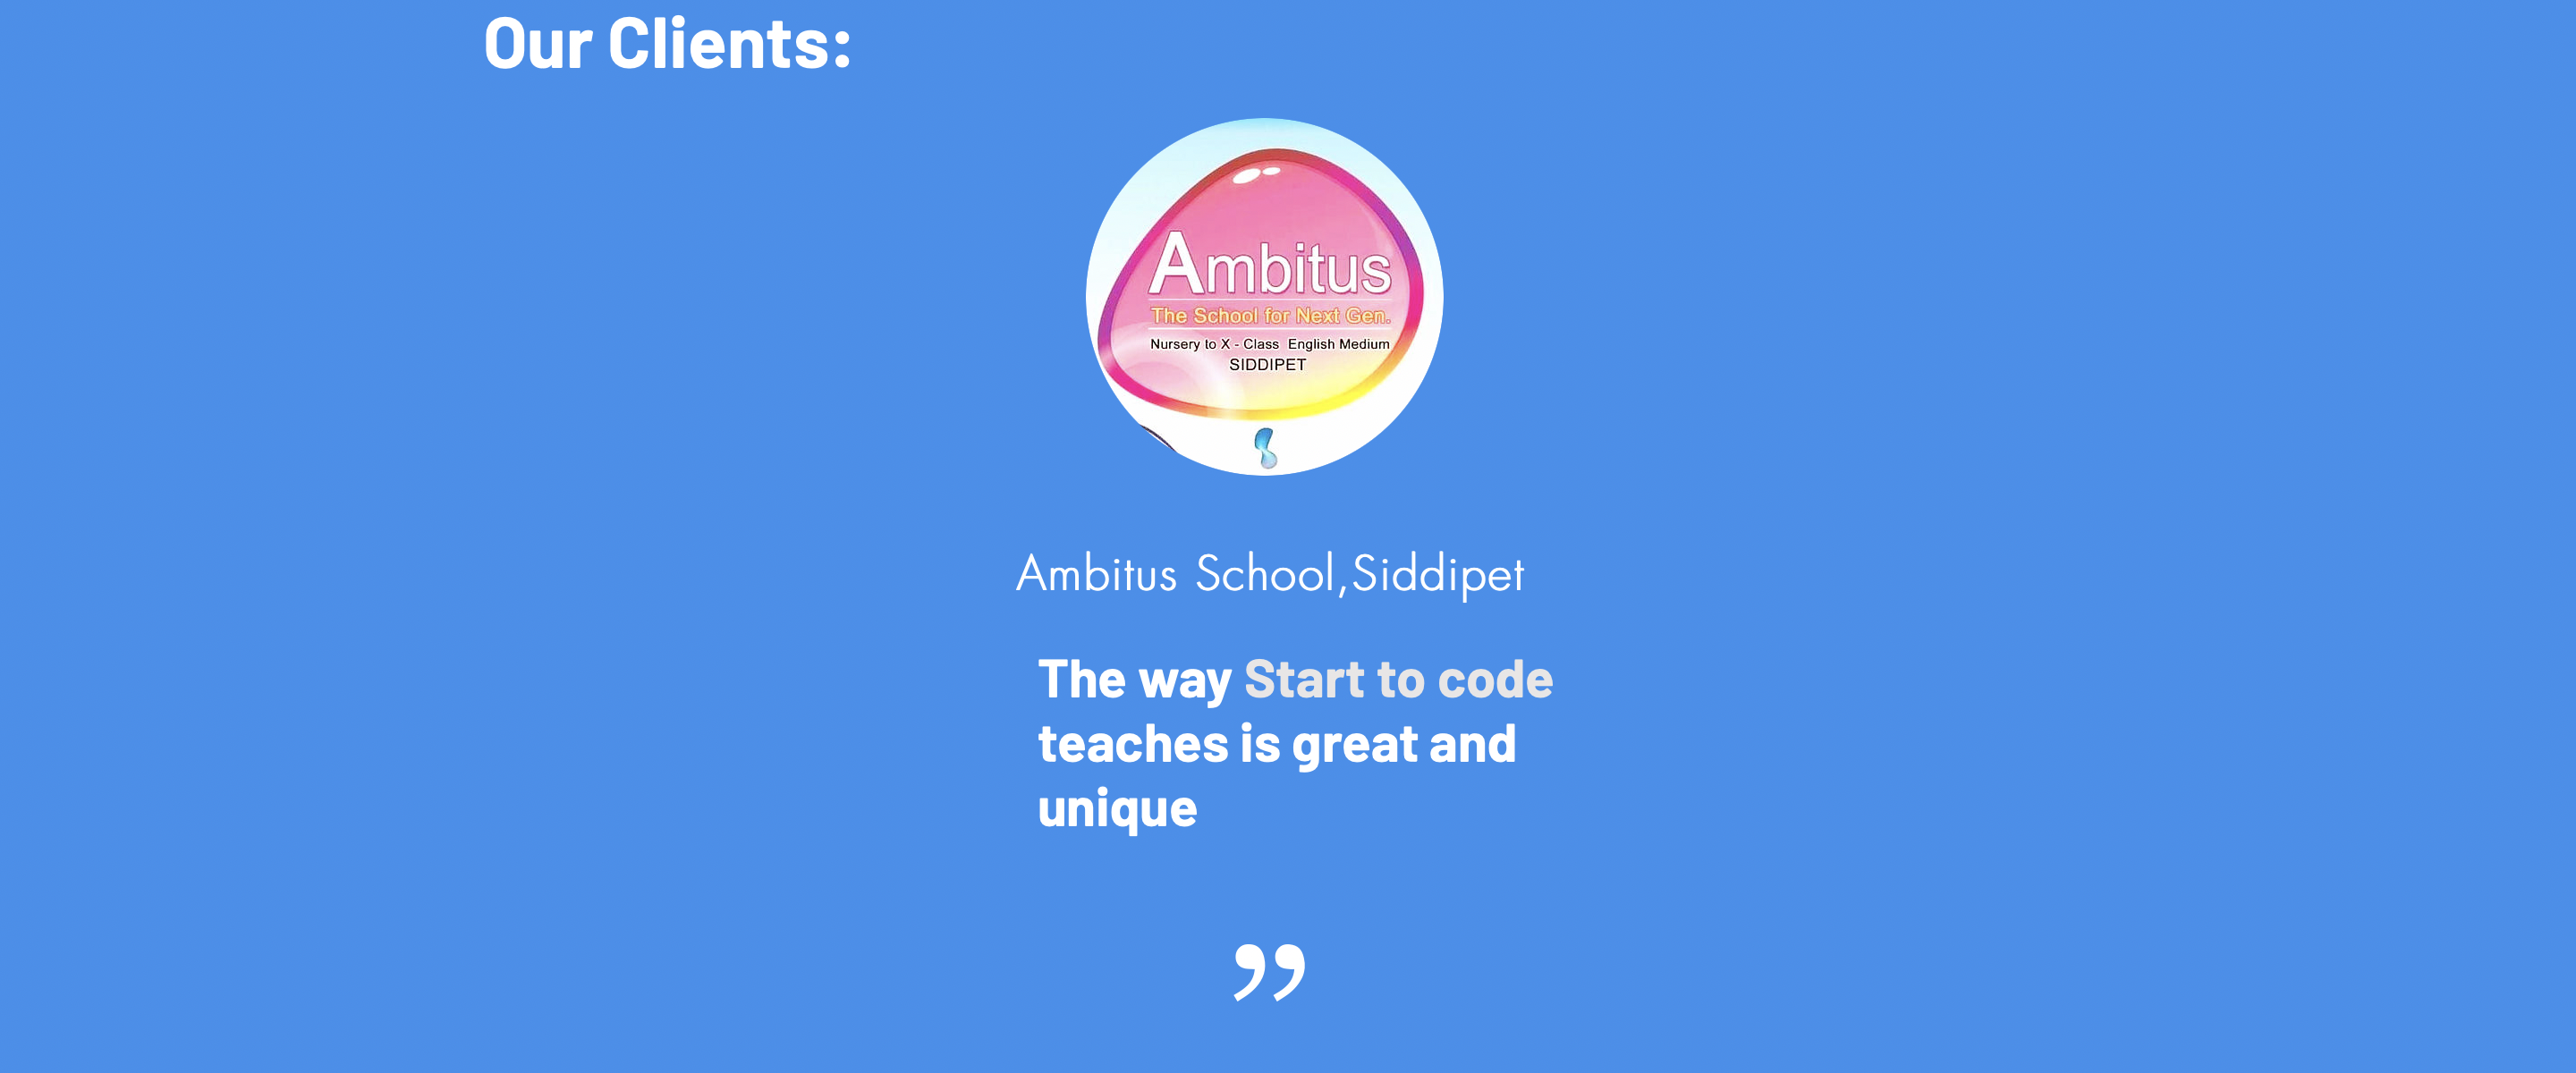 Our Clients:
Ambitus
The School for Next Gen.
Nursery to X - Class English Medium
SIDDIPET
Ambitus School,Siddipet
The way Start to code
teaches is great and
unique
”